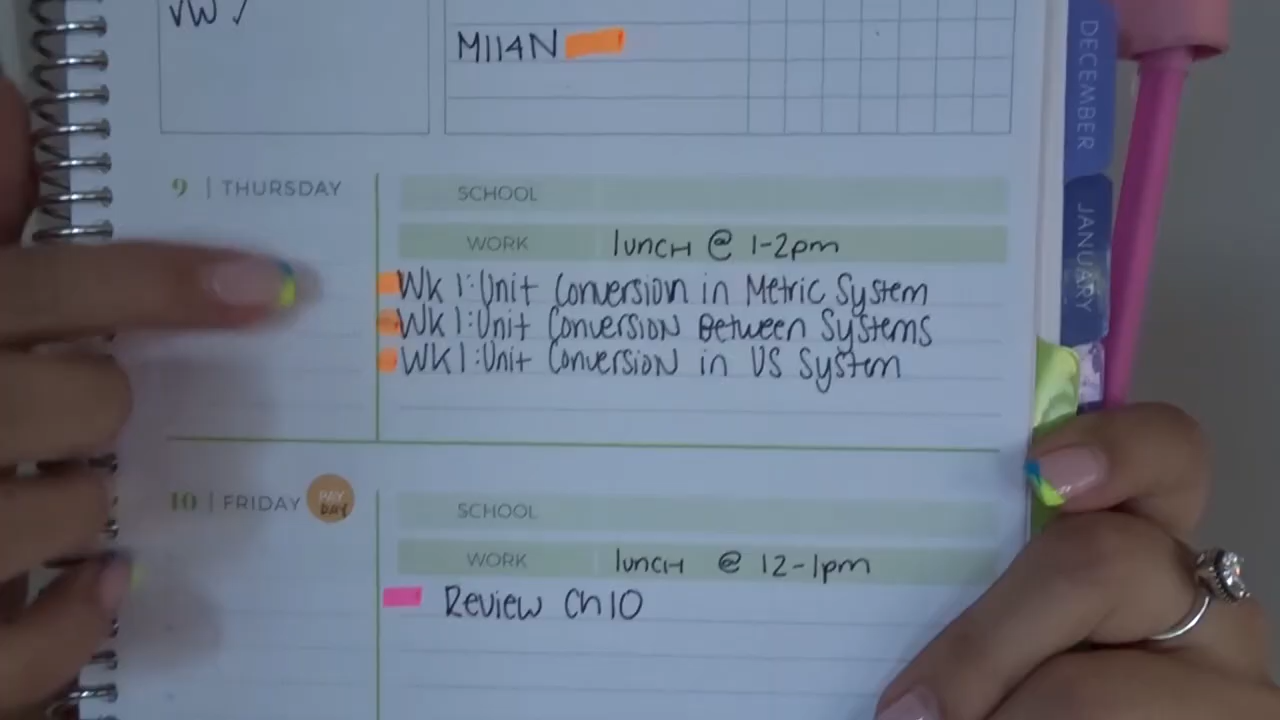 VW ✓
M114N
DECEMBER
JANUARY
9 | THURSDAY
SCHOOL
WORK lunch @ 1-2pm
Wk 1: Unit Conversion in Metric System
Wk 1: Unit Conversion Between Systems
Wk 1: Unit Conversion in US System
10 | FRIDAY
PAY DAY
SCHOOL
WORK lunch @ 12-1pm
Review Ch 10